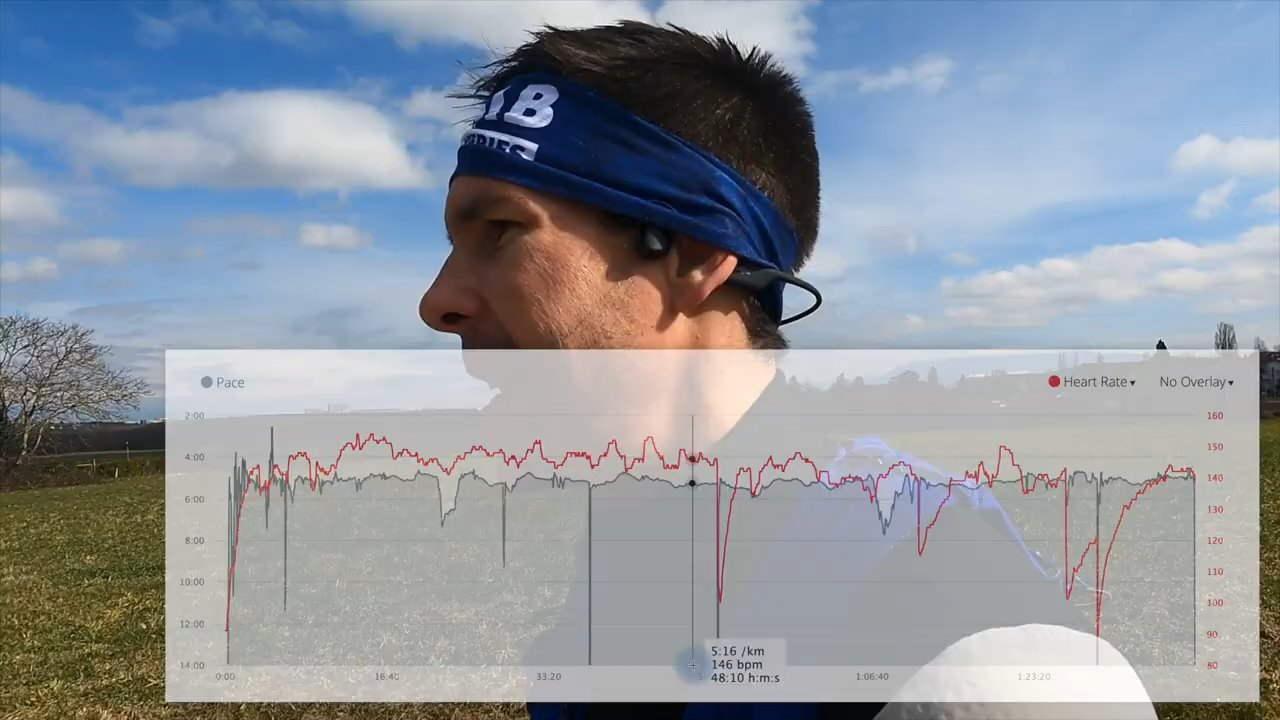 IB
SERIES
Pace
Heart Rate ▾
No Overlay ▾
2:00
4:00
6:00
8:00
10:00
12:00
14:00
160
150
140
130
120
110
100
90
80
5:16 /km
146 bpm
48:10 h:m:s
0:00
16:40
33:20
1:06:40
1:23:20